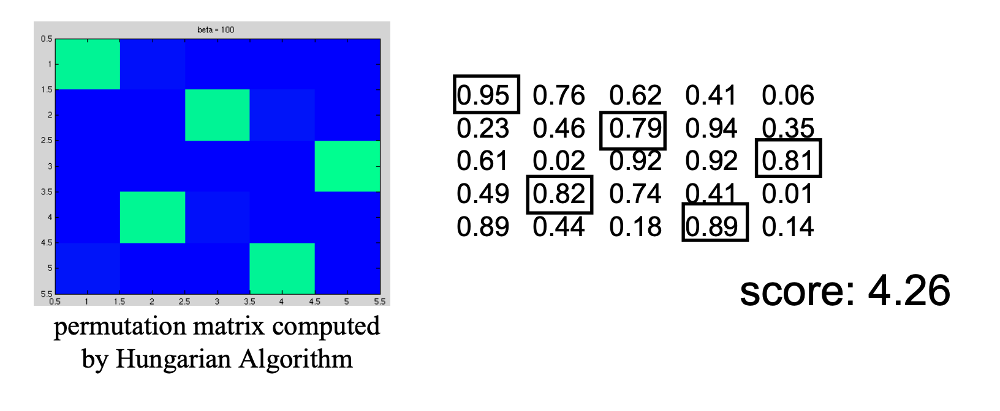 beta = 100
0.5
1
1.5
2
2.5
3
3.5
4
4.5
5
5.5
0.5 1 1.5 2 2.5 3 3.5 4 4.5 5 5.5
permutation matrix computed
by Hungarian Algorithm
0.95 0.76 0.62 0.41 0.06
0.23 0.46 0.79 0.94 0.35
0.61 0.02 0.92 0.92 0.81
0.49 0.82 0.74 0.41 0.01
0.89 0.44 0.18 0.89 0.14
score: 4.26